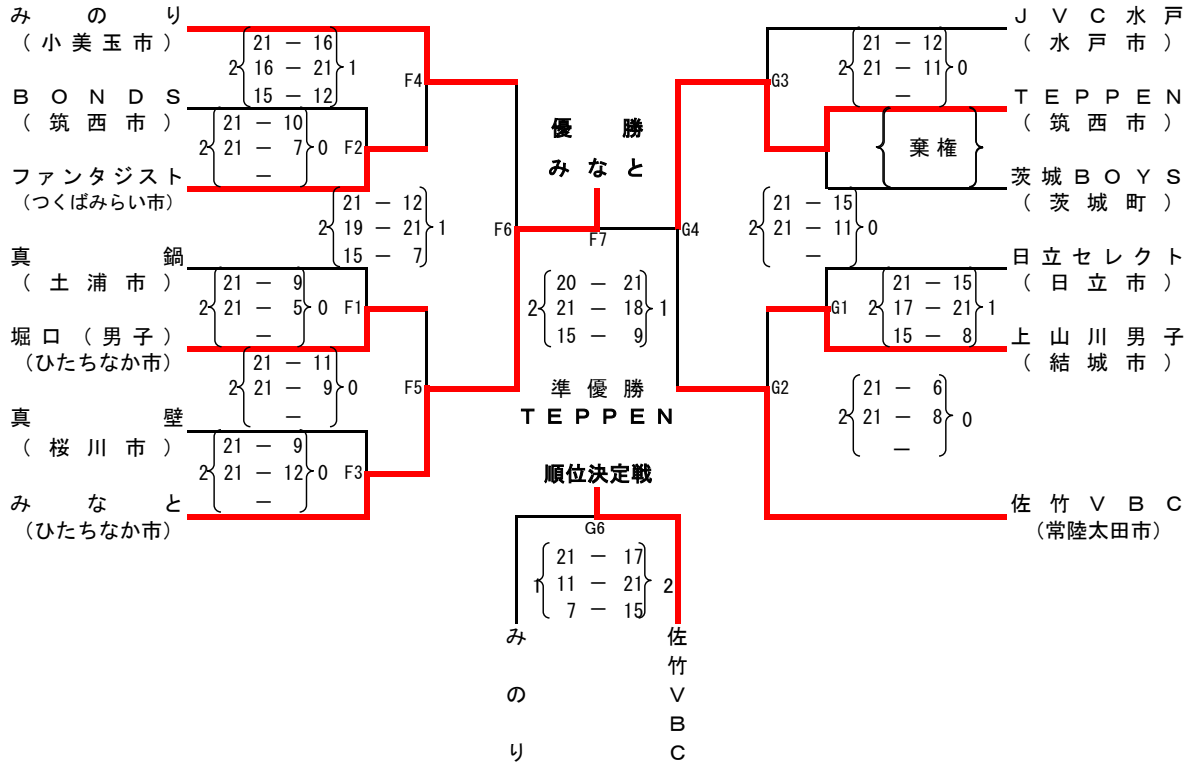 みのり
（小美玉市）
21 － 16
2 16 － 21 1
15 － 12
F4
BONDS
（筑西市）
21 － 10
2 21 － 7 0
－
F2
ファンタジスト
（つくばみらい市）
21 － 12
2 19 － 21 1
15 － 7
F6
真鍋
（土浦市）
21 － 9
2 21 － 5 0
－
F1
堀口（男子）
（ひたちなか市）
21 － 11
2 21 － 9 0
－
F5
真壁
（桜川市）
21 － 9
2 21 － 12 0
－
F3
みなと
（ひたちなか市）
優勝
みなと
F7
20 － 21
2 21 － 18 1
15 － 9
準優勝
TEPPEN
順位決定戦
G6
21 － 17
1 11 － 21 2
7 － 15
みのり
佐竹VBC
JVC水戸
（水戸市）
21 － 12
2 21 － 11 0
－
G3
TEPPEN
（筑西市）
棄権
茨城BOYS
（茨城町）
21 － 15
2 21 － 11 0
－
G4
日立セレクト
（日立市）
21 － 15
2 17 － 21 1
15 － 8
G1
上山川男子
（結城市）
21 － 6
2 21 － 8 0
－
G2
佐竹VBC
（常陸太田市）